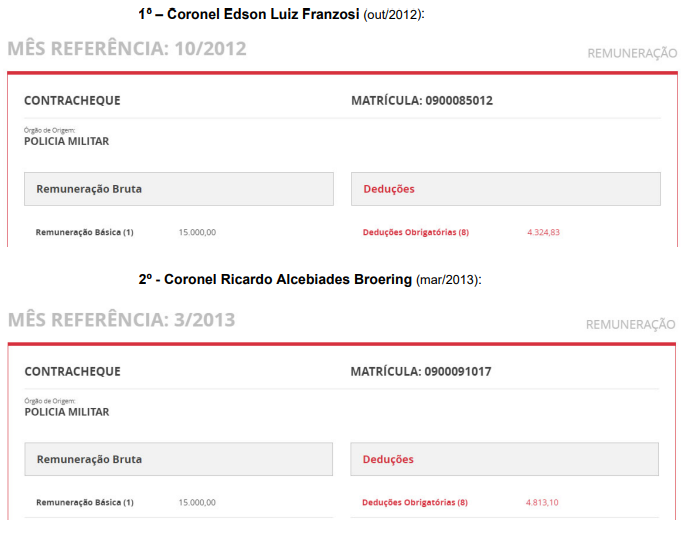 1º – Coronel Edson Luiz Franzosi (out/2012):
MÊS REFERÊNCIA: 10/2012
REMUNERAÇÃO
CONTRACHEQUE
MATRÍCULA: 0900085012
Órgão de Origem:
POLICIA MILITAR
Remuneração Bruta
Deduções
Remuneração Básica (1) 15.000,00
Deduções Obrigatórias (8) 4.324,83
2º - Coronel Ricardo Alcebiades Broering (mar/2013):
MÊS REFERÊNCIA: 3/2013
REMUNERAÇÃO
CONTRACHEQUE
MATRÍCULA: 0900091017
Órgão de Origem:
POLICIA MILITAR
Remuneração Bruta
Deduções
Remuneração Básica (1) 15.000,00
Deduções Obrigatórias (8) 4.813,10